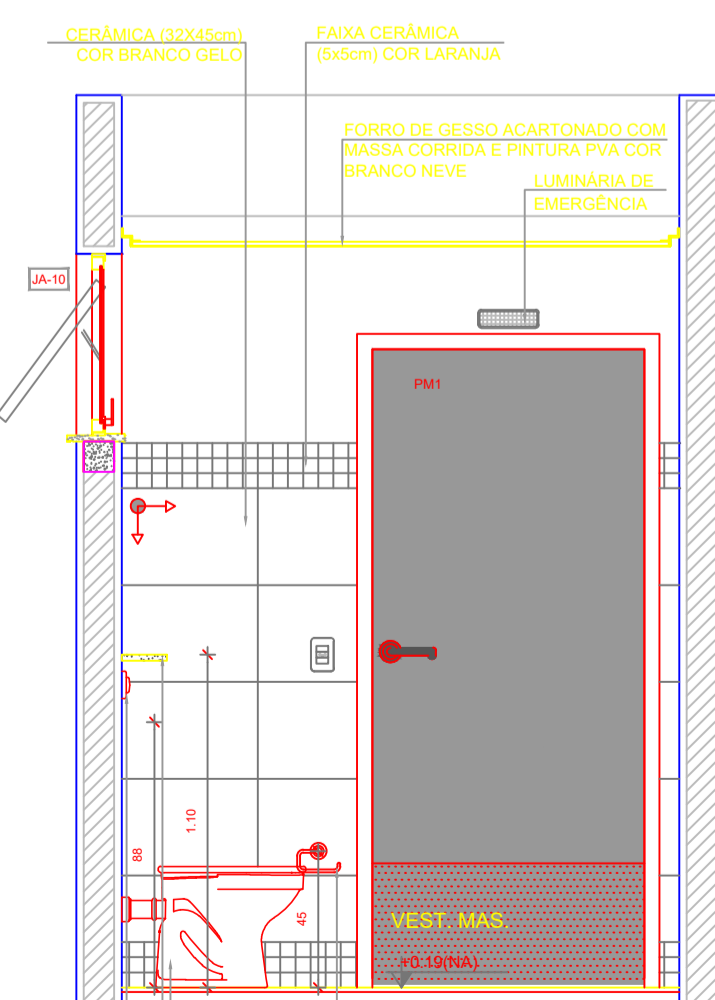 CERÂMICA (32X45cm)
COR BRANCO GELO
FAIXA CERÂMICA
(5x5cm) COR LARANJA
FORRO DE GESSO ACARTONADO COM
MASSA CORRIDA E PINTURA PVA COR
BRANCO NEVE
LUMINÁRIA DE
EMERGÊNCIA
JA-10
PM1
1.10
88
45
VEST. MAS.
+0.19(NA)